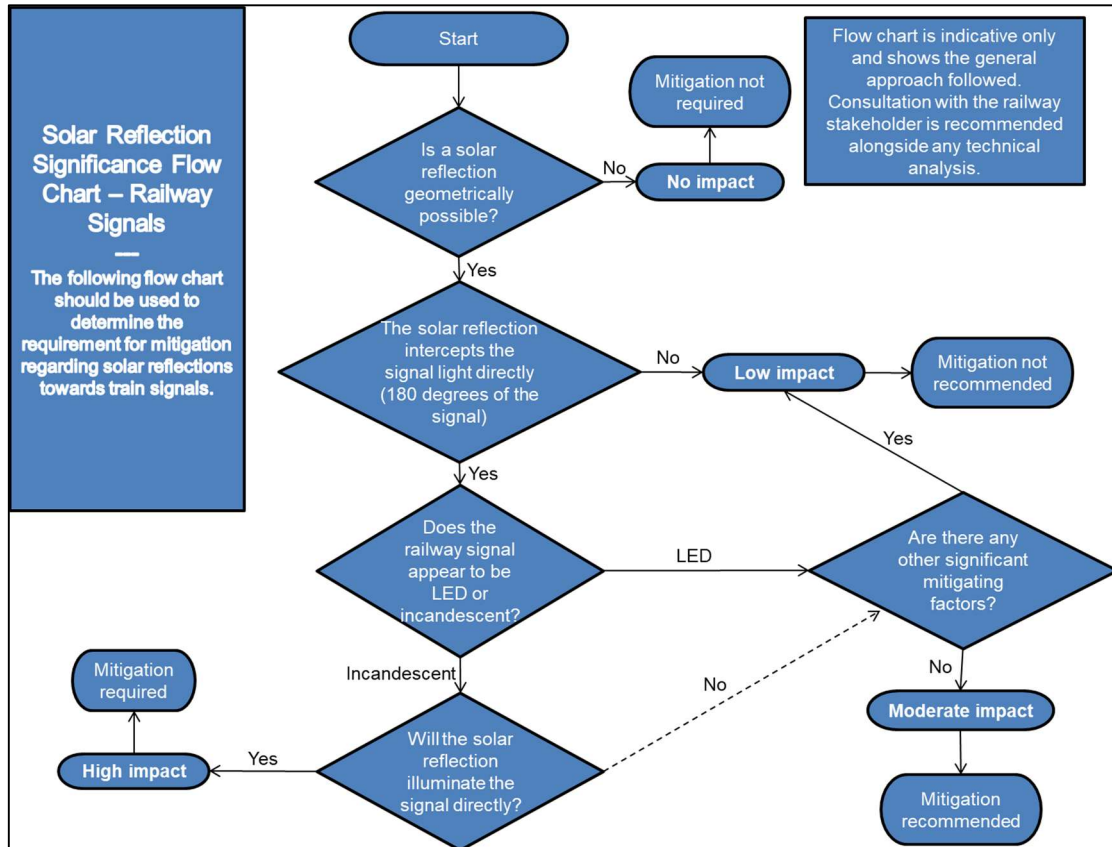 Solar Reflection
Significance Flow
Chart – Railway
Signals
—
The following flow chart
should be used to
determine the
requirement for mitigation
regarding solar reflections
towards train signals.
Start
Flow chart is indicative only
and shows the general
approach followed.
Consultation with the railway
stakeholder is recommended
alongside any technical
analysis.
Mitigation not
required
Is a solar
reflection
geometrically
possible?
No
No impact
Yes
The solar reflection
intercepts the
signal light directly
(180 degrees of the
signal)
No
Low impact
Mitigation not
recommended
Yes
Yes
Does the
railway signal
appear to be
LED or
incandescent?
LED
Are there any
other significant
mitigating
factors?
Incandescent
No
No
Mitigation
required
Moderate impact
Will the solar
reflection
illuminate the
signal directly?
Yes
High impact
Mitigation
recommended